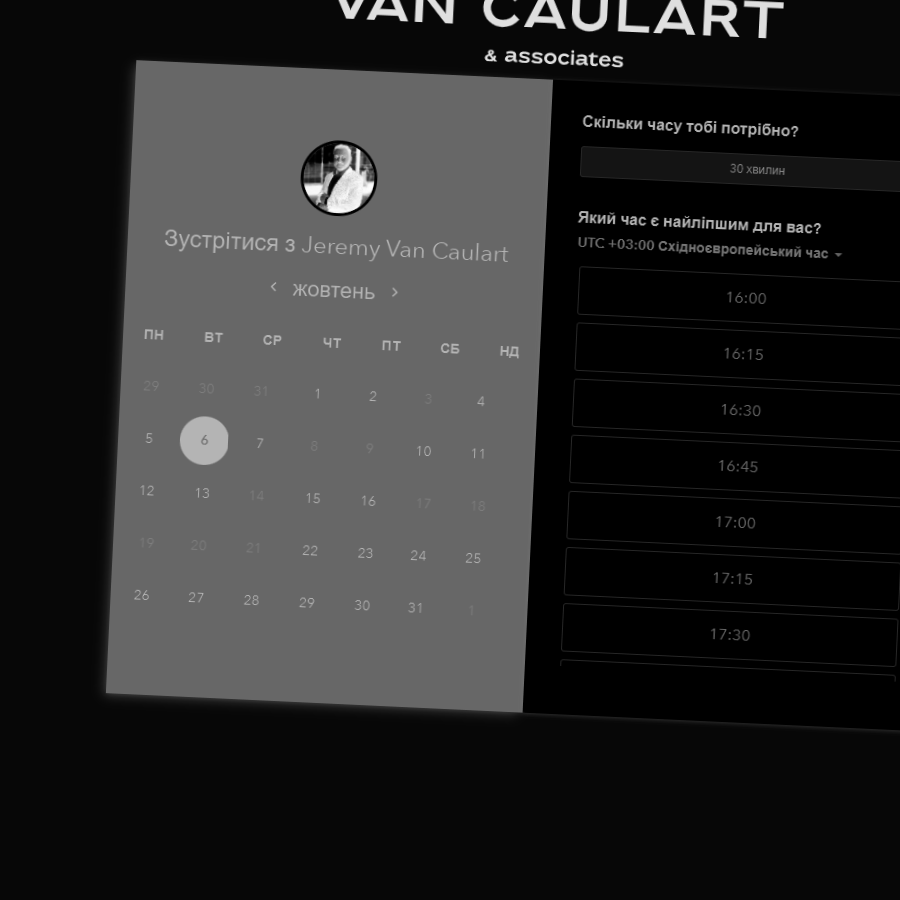 VAN CAULART
& associates
Зустрітися з Jeremy Van Caulart
‹ жовтень ›
ПН ВТ СР ЧТ ПТ СБ НД
29 30 31 1 2 3 4
5 6 7 8 9 10 11
12 13 14 15 16 17 18
19 20 21 22 23 24 25
26 27 28 29 30 31 1
Скільки часу тобі потрібно?
30 хвилин
Який час є найліпшим для вас?
UTC +03:00 Східноєвропейський час
16:00
16:15
16:30
16:45
17:00
17:15
17:30